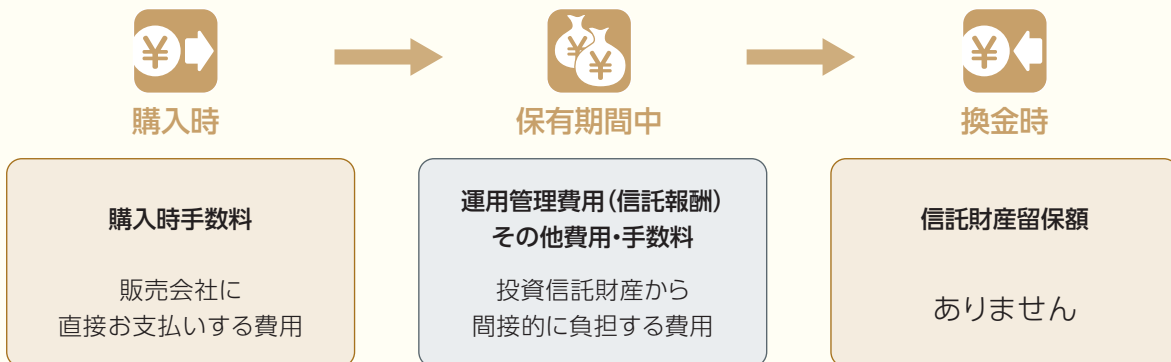 購入時
保有期間中
換金時
購入時手数料
販売会社に
直接お支払いする費用
運用管理費用（信託報酬）
その他費用・手数料
投資信託財産から
間接的に負担する費用
信託財産留保額
ありません